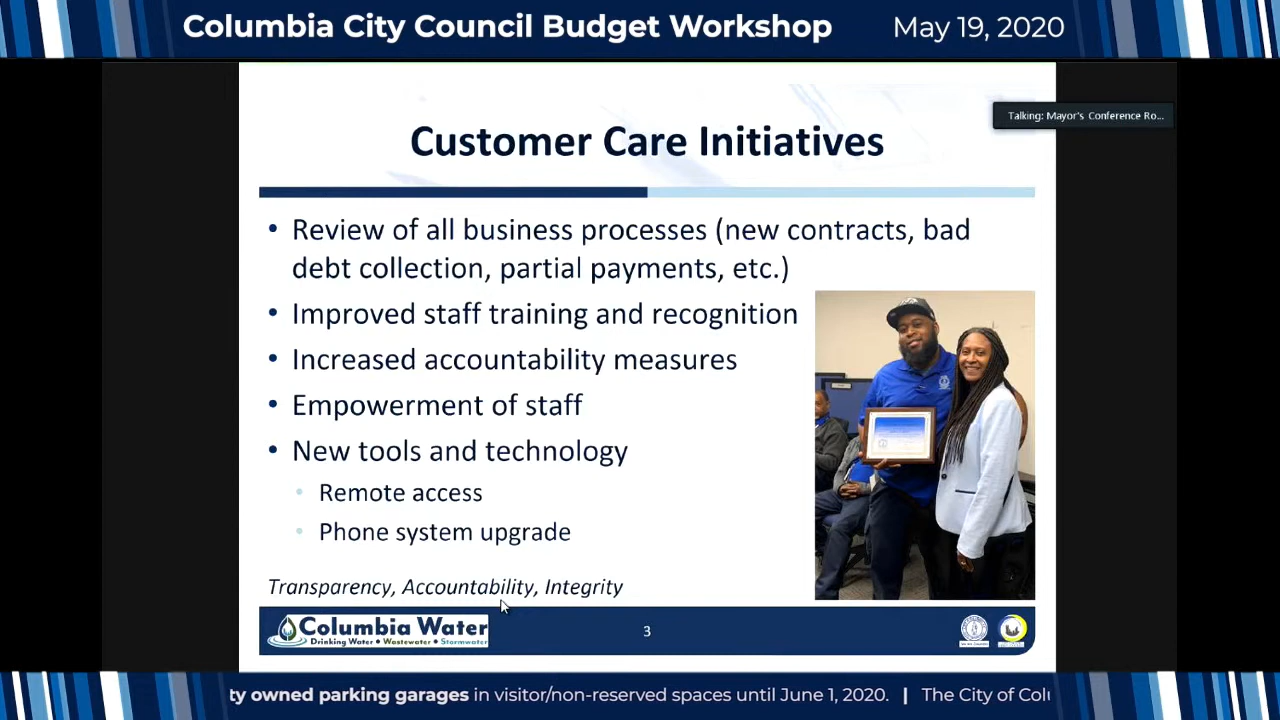 Columbia City Council Budget Workshop May 19, 2020
Talking: Mayor's Conference Ro...
Customer Care Initiatives
• Review of all business processes (new contracts, bad
debt collection, partial payments, etc.)
• Improved staff training and recognition
• Increased accountability measures
• Empowerment of staff
• New tools and technology
• Remote access
• Phone system upgrade
Transparency, Accountability, Integrity
Columbia Water
Drinking Water • Wastewater • Stormwater
3
ty owned parking garages in visitor/non-reserved spaces until June 1, 2020. | The City of Colu